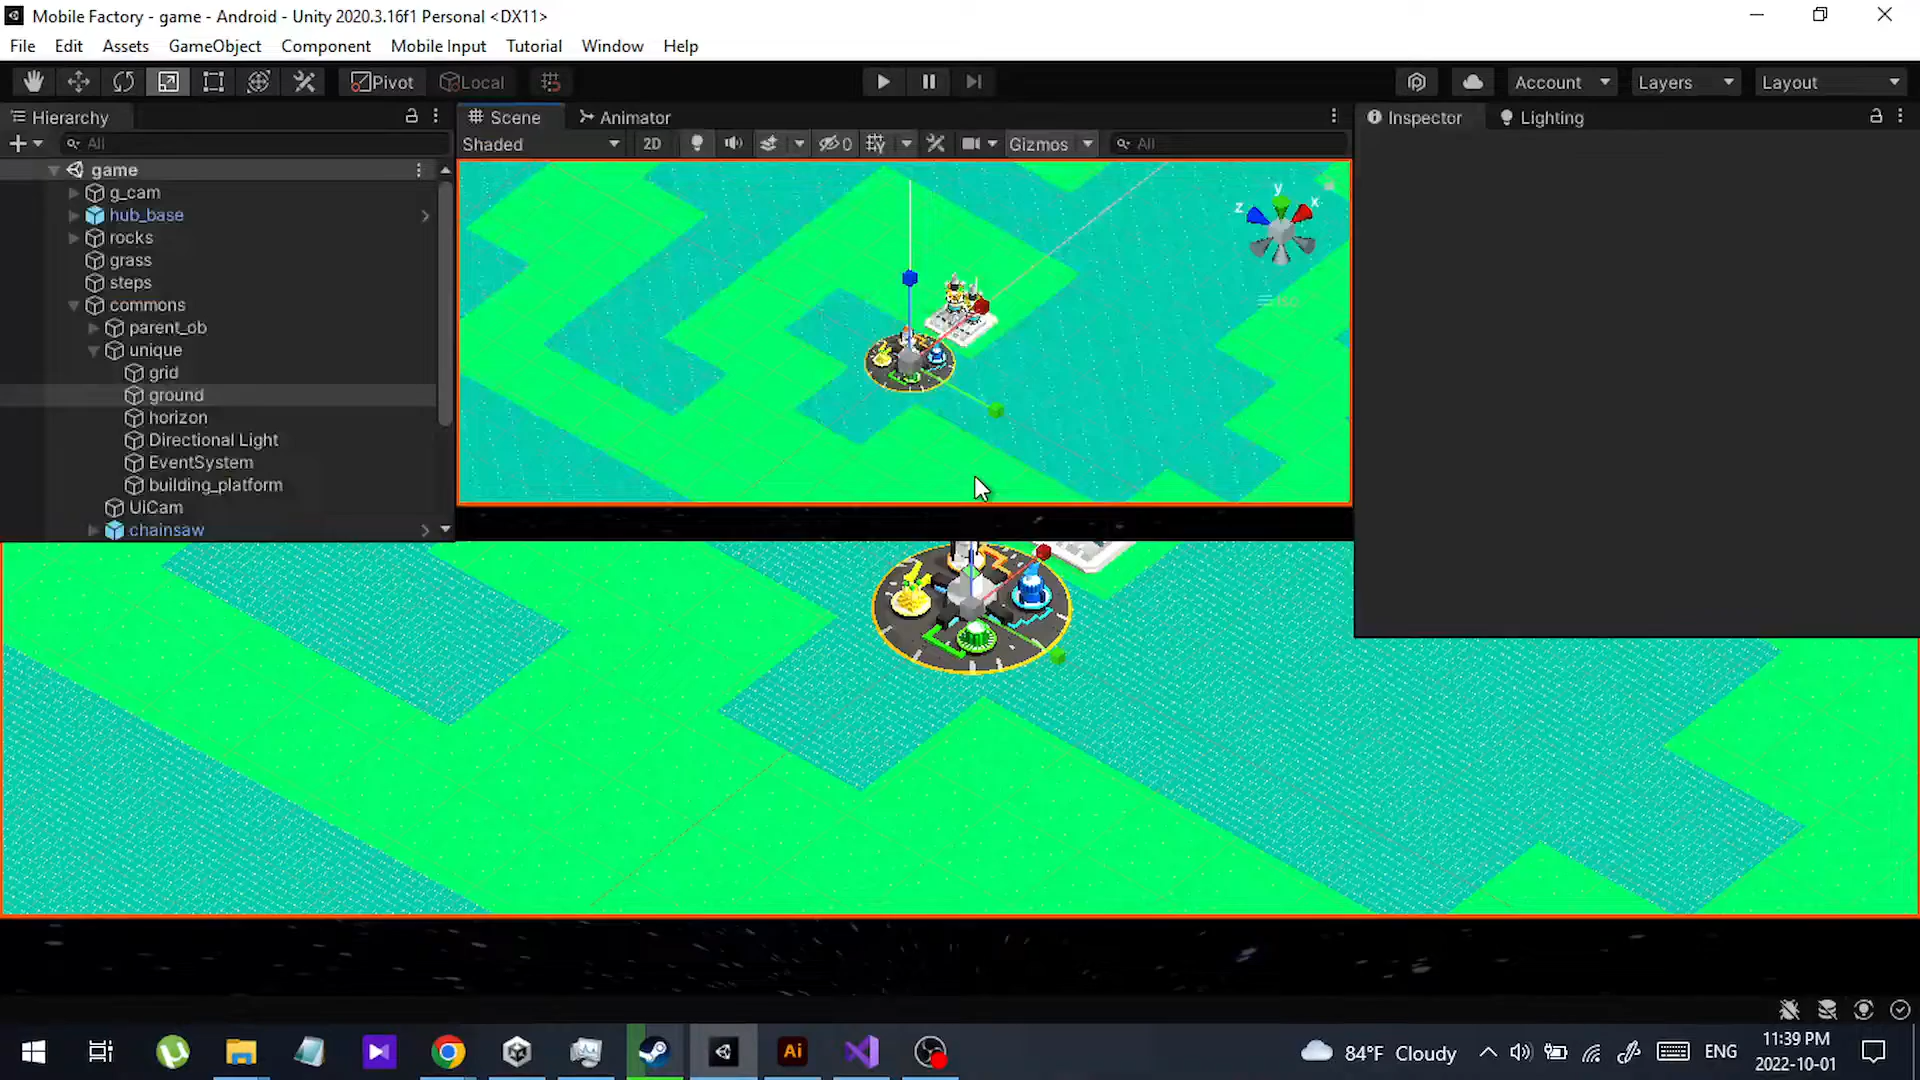 Mobile Factory - game - Android - Unity 2020.3.16f1 Personal <DX11>
File Edit Assets GameObject Component Mobile Input Tutorial Window Help
Pivot Local Account Layers Layout
Hierarchy Scene Animator Inspector Lighting
All Shaded 2D 0 Gizmos All
game
g_cam
hub_base
rocks
grass
steps
commons
parent_ob
unique
grid
ground
horizon
Directional Light
EventSystem
building_platform
UiCam
chainsaw
y
z x
Iso
Ai
84°F Cloudy ENG 11:39 PM
2022-10-01